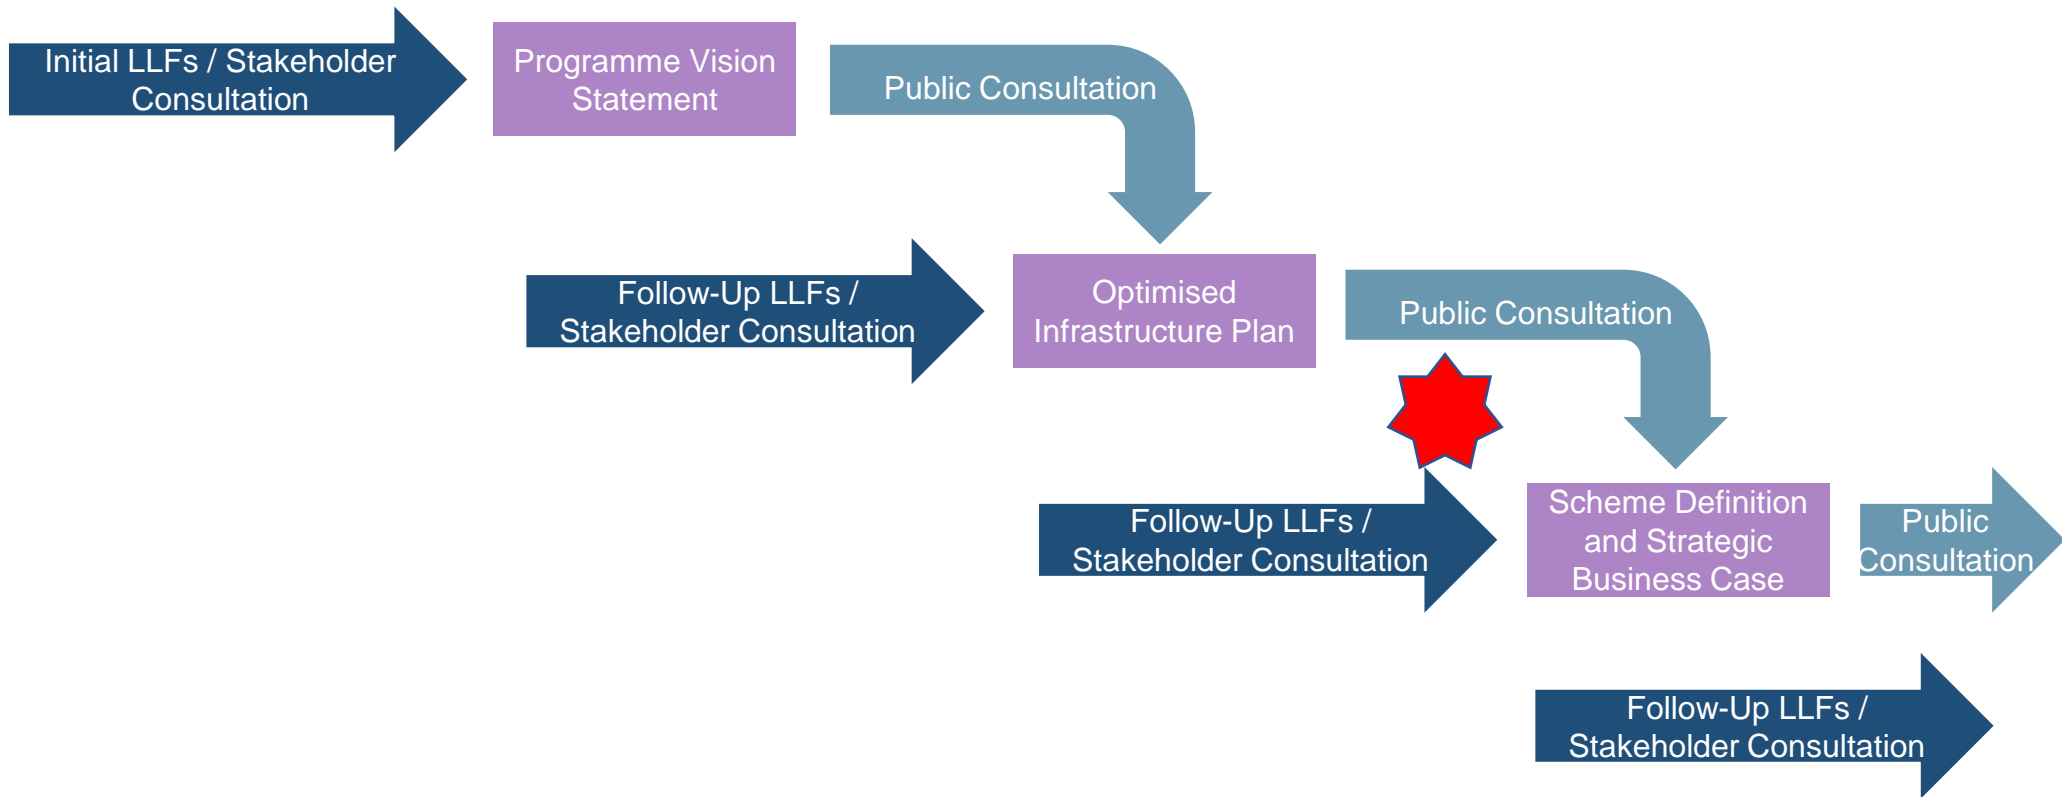 Initial LLFs / Stakeholder
Consultation
Programme Vision
Statement
Public Consultation
Follow-Up LLFs /
Stakeholder Consultation
Optimised
Infrastructure Plan
Public Consultation
Follow-Up LLFs /
Stakeholder Consultation
Scheme Definition
and Strategic
Business Case
Public
Consultation
Follow-Up LLFs /
Stakeholder Consultation